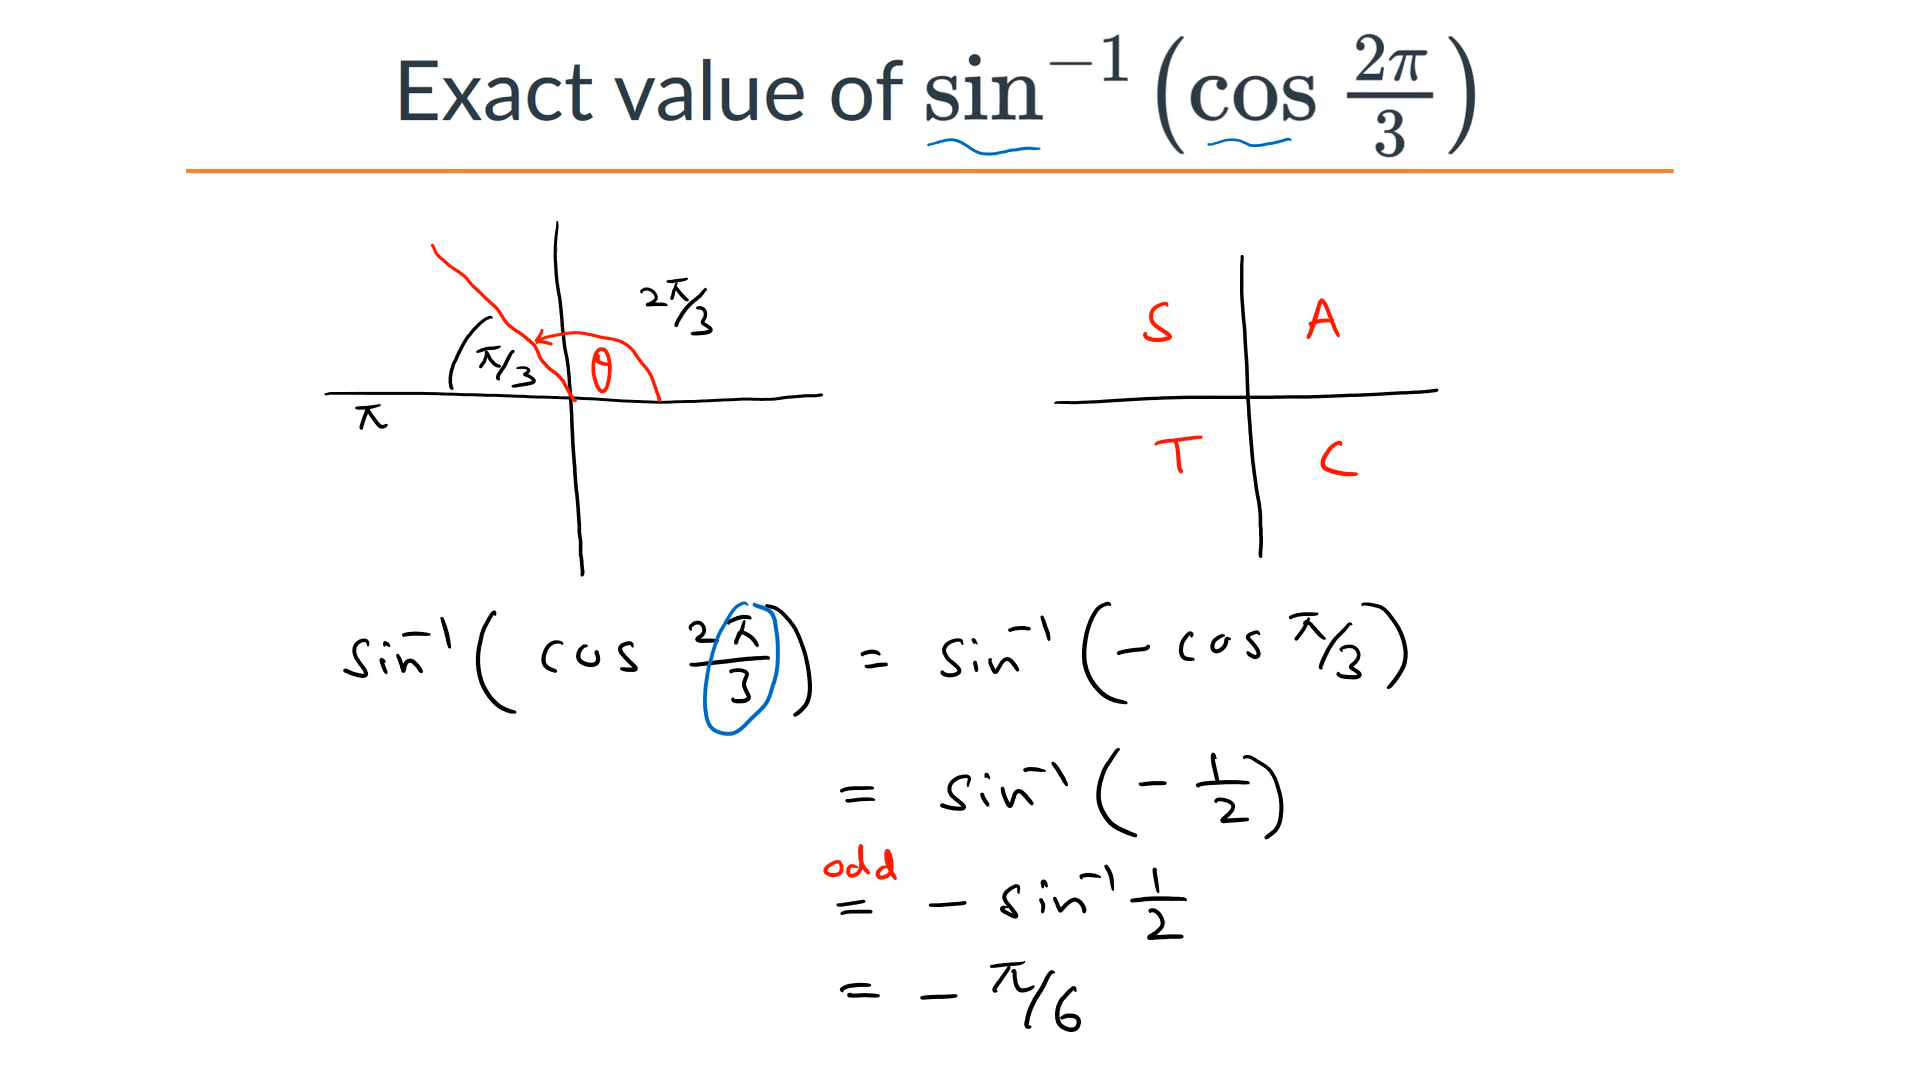 Exact value of sin⁻¹(cos 2π/3)
2π/3
π/3
θ
π
S A
T C
sin⁻¹(cos 2π/3) = sin⁻¹(- cos π/3)
= sin⁻¹(- 1/2)
odd
= - sin⁻¹ 1/2
= - π/6